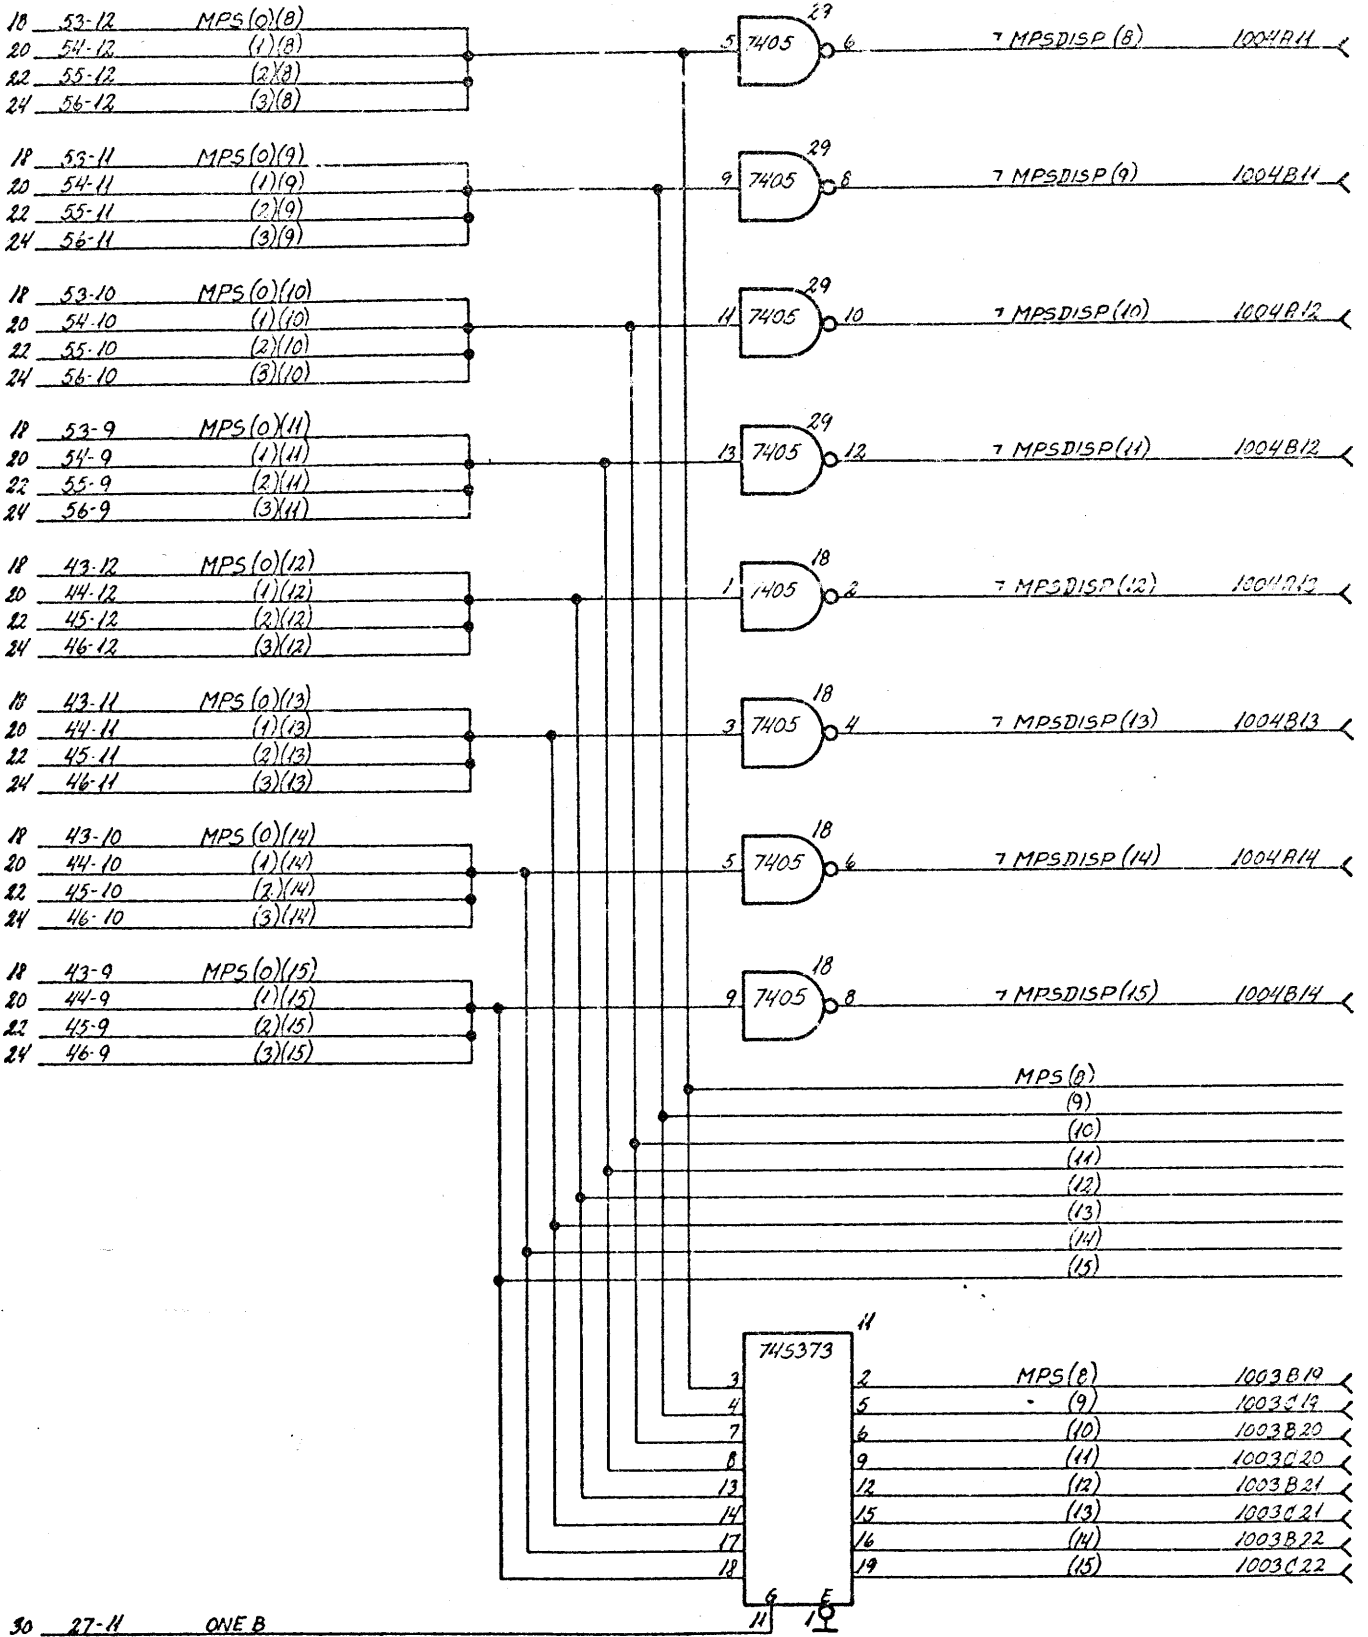 18 53-12 MPS(0)(8)
20 54-12 (1)(8)
22 55-12 (2)(8)
24 56-12 (3)(8)
5 7405 6 ¬MPSDISP(8) 1004A11
18 53-11 MPS(0)(9)
20 54-11 (1)(9)
22 55-11 (2)(9)
24 56-11 (3)(9)
29
9 7405 8 ¬MPSDISP(9) 1004B11
18 53-10 MPS(0)(10)
20 54-10 (1)(10)
22 55-10 (2)(10)
24 56-10 (3)(10)
29
11 7405 10 ¬MPSDISP(10) 1004A12
18 53-9 MPS(0)(11)
20 54-9 (1)(11)
22 55-9 (2)(11)
24 56-9 (3)(11)
29
13 7405 12 ¬MPSDISP(11) 1004B12
18 43-12 MPS(0)(12)
20 44-12 (1)(12)
22 45-12 (2)(12)
24 46-12 (3)(12)
18
1 7405 2 ¬MPSDISP(12) 1004A13
18 43-11 MPS(0)(13)
20 44-11 (1)(13)
22 45-11 (2)(13)
24 46-11 (3)(13)
18
3 7405 4 ¬MPSDISP(13) 1004B13
18 43-10 MPS(0)(14)
20 44-10 (1)(14)
22 45-10 (2)(14)
24 46-10 (3)(14)
18
5 7405 6 ¬MPSDISP(14) 1004A14
18 43-9 MPS(0)(15)
20 44-9 (1)(15)
22 45-9 (2)(15)
24 46-9 (3)(15)
18
9 7405 8 ¬MPSDISP(15) 1004B14
MPS(8)
(9)
(10)
(11)
(12)
(13)
(14)
(15)
11
74S373
3 2 MPS(8) 1003B19
4 5 (9) 1003C19
7 6 (10) 1003B20
8 9 (11) 1003C20
13 12 (12) 1003B21
14 15 (13) 1003C21
17 16 (14) 1003B22
18 19 (15) 1003C22
G E
30 27-11 ONE B 11 1